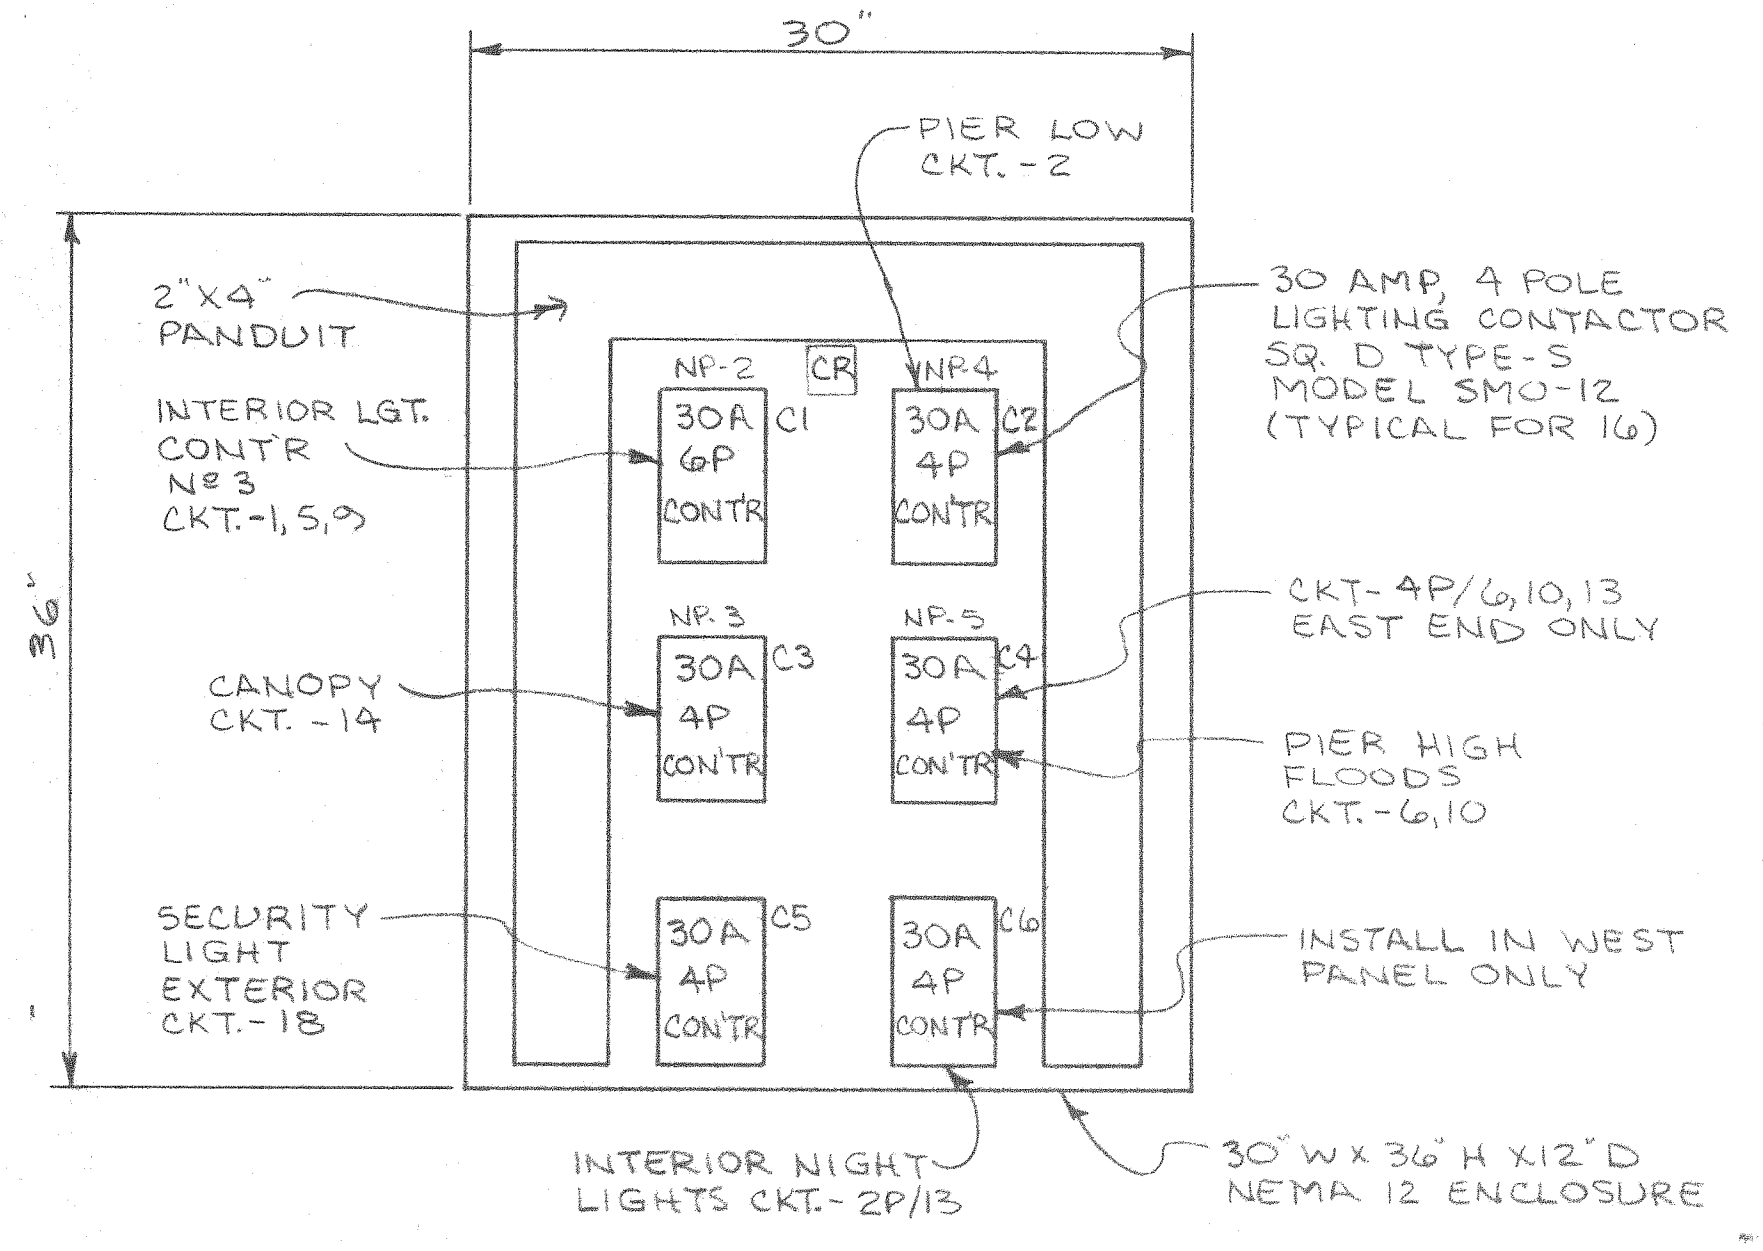 30"
PIER LOW
CKT.-2
2"X4"
PANDUIT
30 AMP, 4 POLE
LIGHTING CONTACTOR
SQ. D TYPE-S
MODEL SMO-12
(TYPICAL FOR 16)
INTERIOR LGT.
CONT'R
Nº 3
CKT.-1,5,9
NP-2
CR
NP-4
30A
6P
CONT'R
C1
30A
4P
CON'TR
C2
36"
CKT-4P/6,10,13
EAST END ONLY
NP-3
NP-5
30A
4P
CON'TR
C3
30A
4P
CON'TR
C4
CANOPY
CKT.-14
PIER HIGH
FLOODS
CKT.-6,10
SECURITY
LIGHT
EXTERIOR
CKT.-18
30A
4P
CON'TR
C5
30A
4P
CONT'R
C6
INSTALL IN WEST
PANEL ONLY
INTERIOR NIGHT
LIGHTS CKT.-2P/13
30"W X 36"H X12"D
NEMA 12 ENCLOSURE